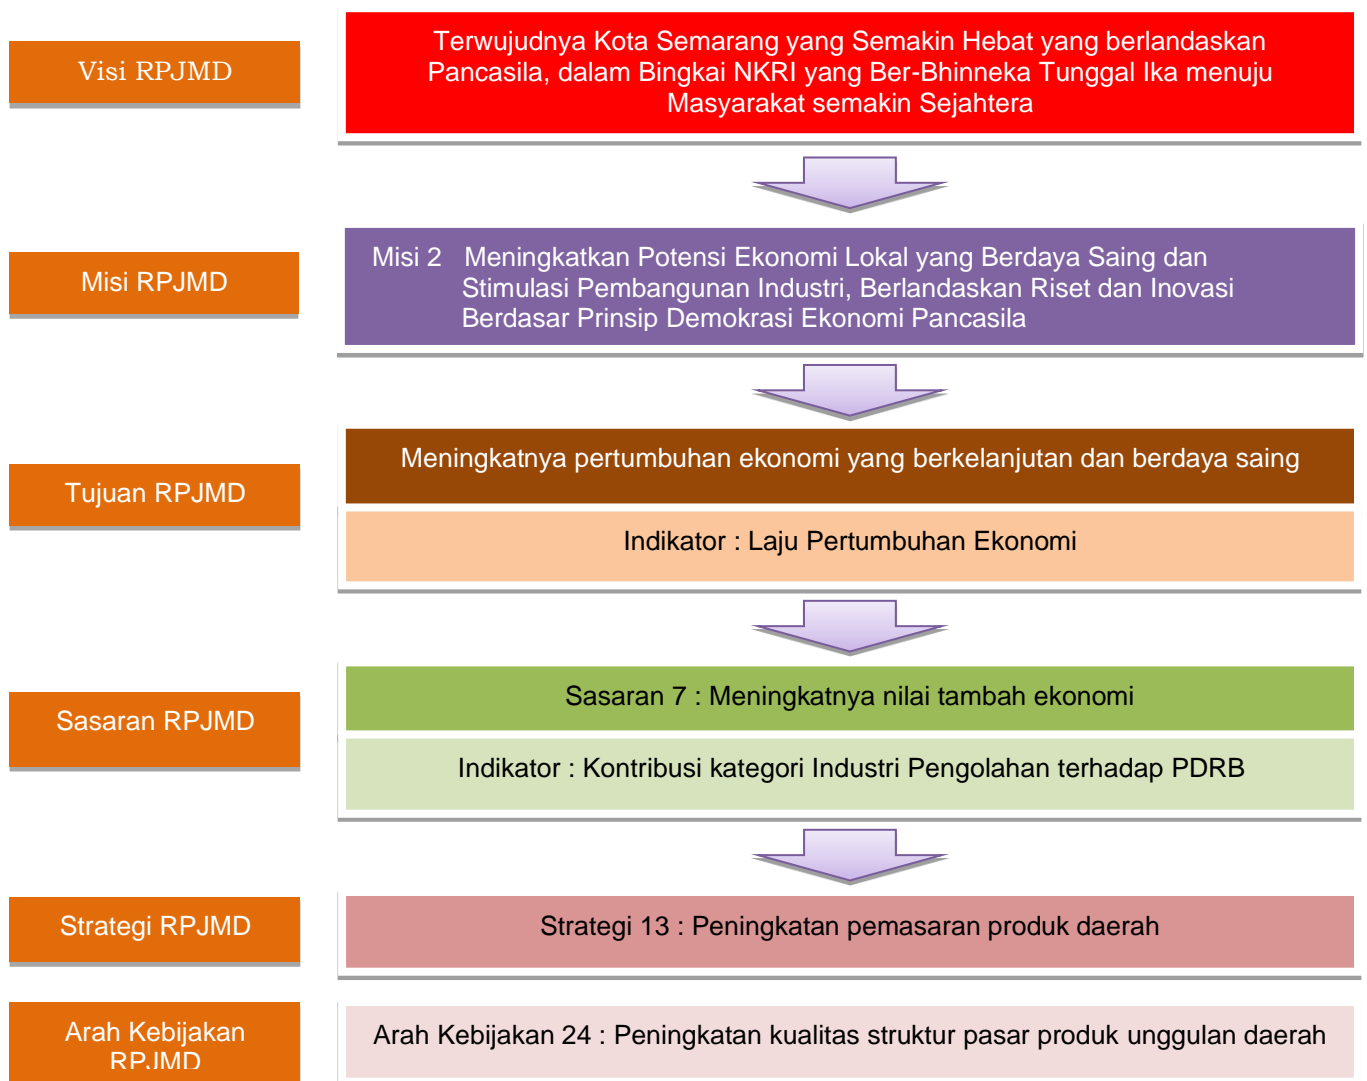 Visi RPJMD
Terwujudnya Kota Semarang yang Semakin Hebat yang berlandaskan
Pancasila, dalam Bingkai NKRI yang Ber-Bhinneka Tunggal Ika menuju
Masyarakat semakin Sejahtera
Misi RPJMD
Misi 2 Meningkatkan Potensi Ekonomi Lokal yang Berdaya Saing dan
Stimulasi Pembangunan Industri, Berlandaskan Riset dan Inovasi
Berdasar Prinsip Demokrasi Ekonomi Pancasila
Tujuan RPJMD
Meningkatnya pertumbuhan ekonomi yang berkelanjutan dan berdaya saing
Indikator : Laju Pertumbuhan Ekonomi
Sasaran RPJMD
Sasaran 7 : Meningkatnya nilai tambah ekonomi
Indikator : Kontribusi kategori Industri Pengolahan terhadap PDRB
Strategi RPJMD
Strategi 13 : Peningkatan pemasaran produk daerah
Arah Kebijakan
RPJMD
Arah Kebijakan 24 : Peningkatan kualitas struktur pasar produk unggulan daerah